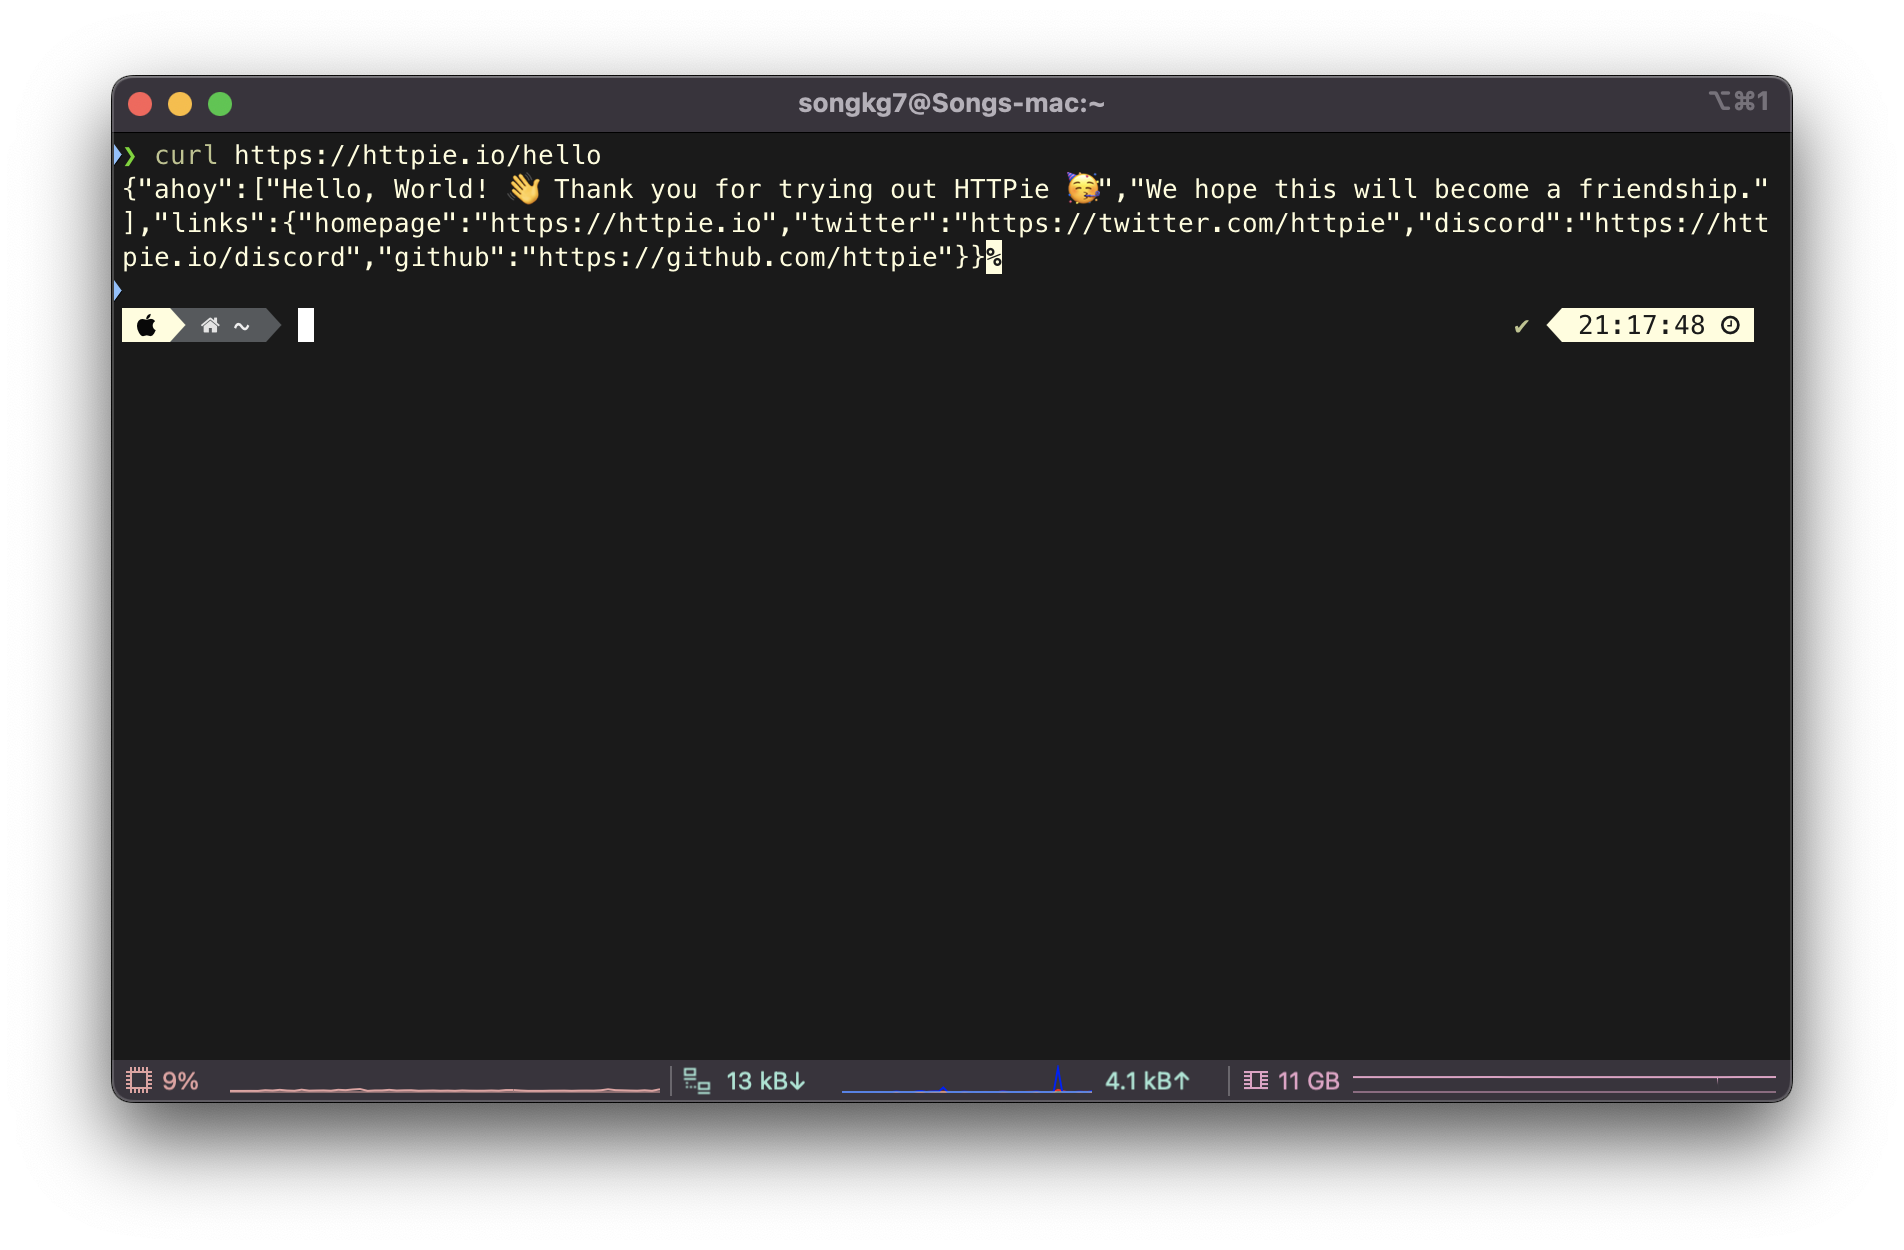 songkg7@Songs-mac:~
⌥⌘1
❯ curl https://httpie.io/hello
{"ahoy":["Hello, World! 👋 Thank you for trying out HTTPie 🥳","We hope this will become a friendship."
],"links":{"homepage":"https://httpie.io","twitter":"https://twitter.com/httpie","discord":"https://htt
pie.io/discord","github":"https://github.com/httpie"}}%
~ ✔ 21:17:48
9% 13 kB↓ 4.1 kB↑ 11 GB